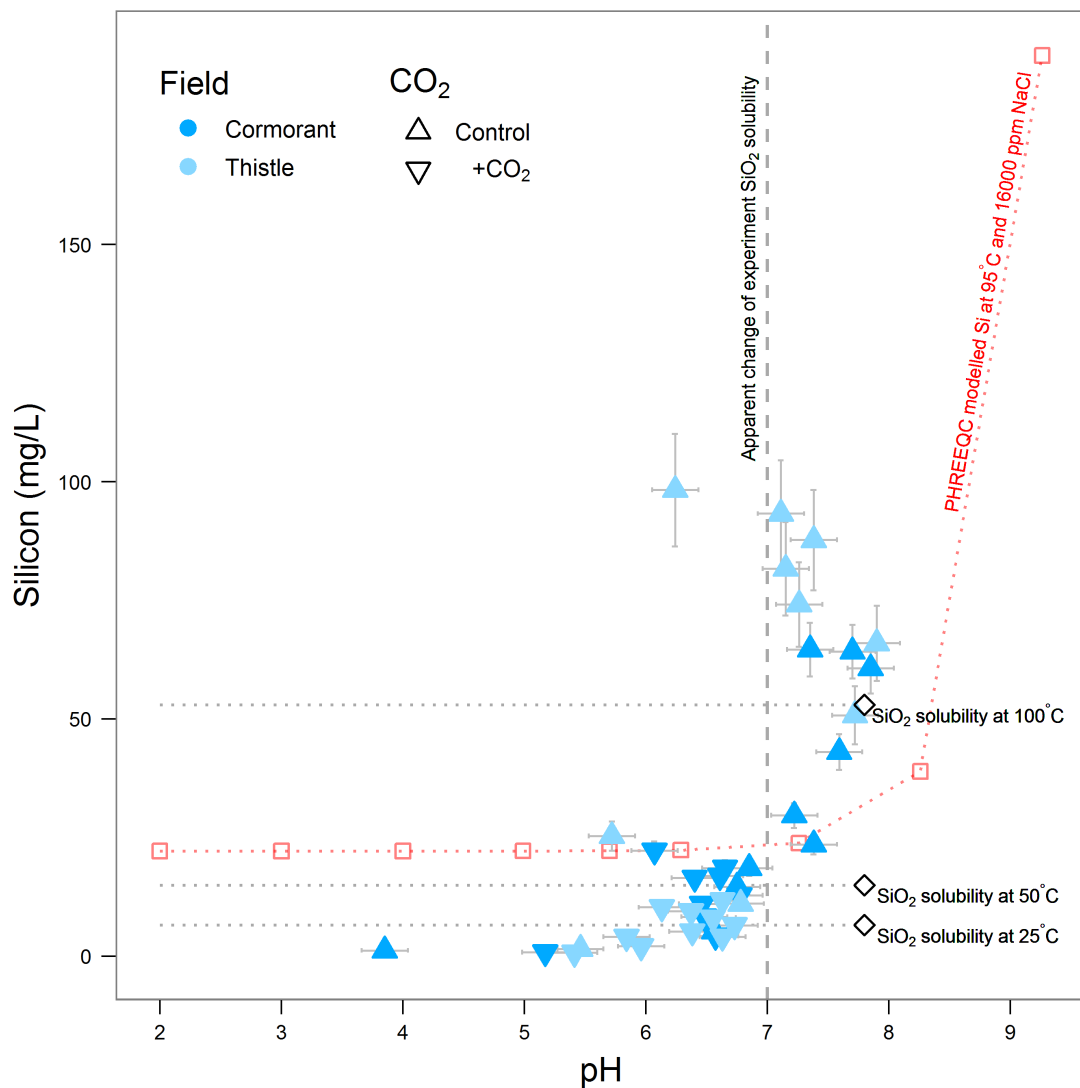 Field
Cormorant
Thistle
CO₂
Control
+CO₂
Apparent change of experiment SiO₂ solubility
PHREEQC modelled Si at 95°C and 16000 ppm NaCl
SiO₂ solubility at 100°C
SiO₂ solubility at 50°C
SiO₂ solubility at 25°C
Silicon (mg/L)
150
100
50
0
2 3 4 5 6 7 8 9
pH